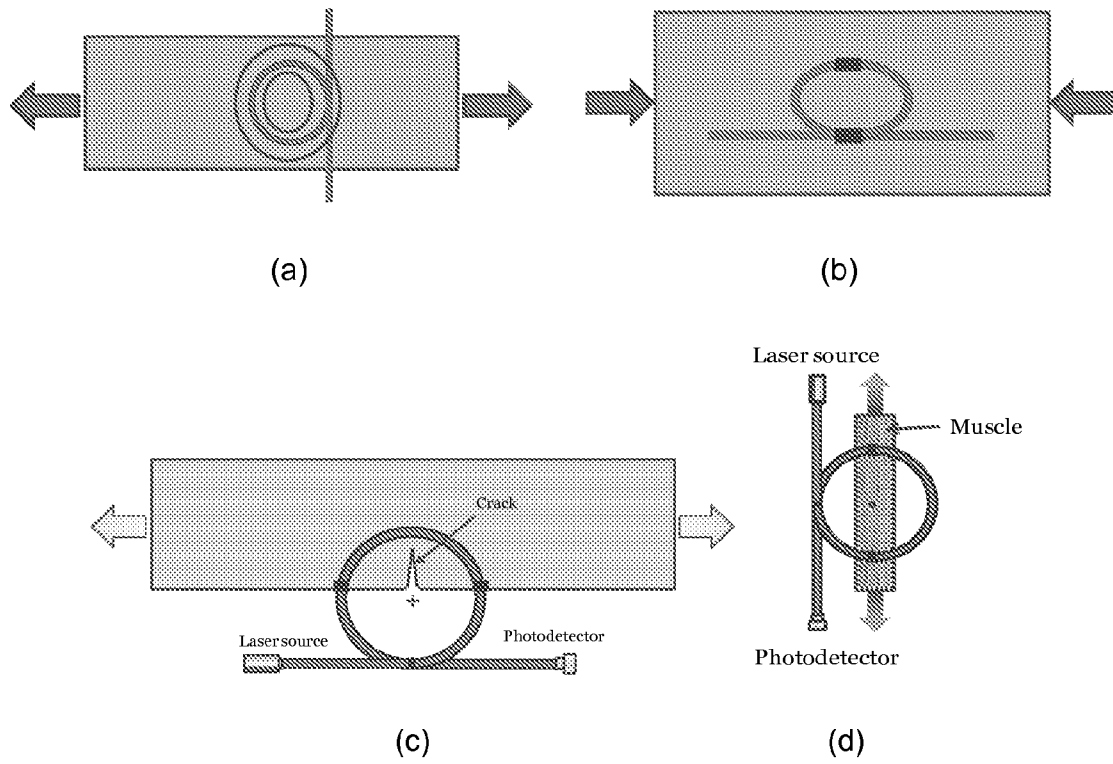 (a)
(b)
Laser source
Muscle
Crack
Laser source
Photodetector
Photodetector
(c)
(d)